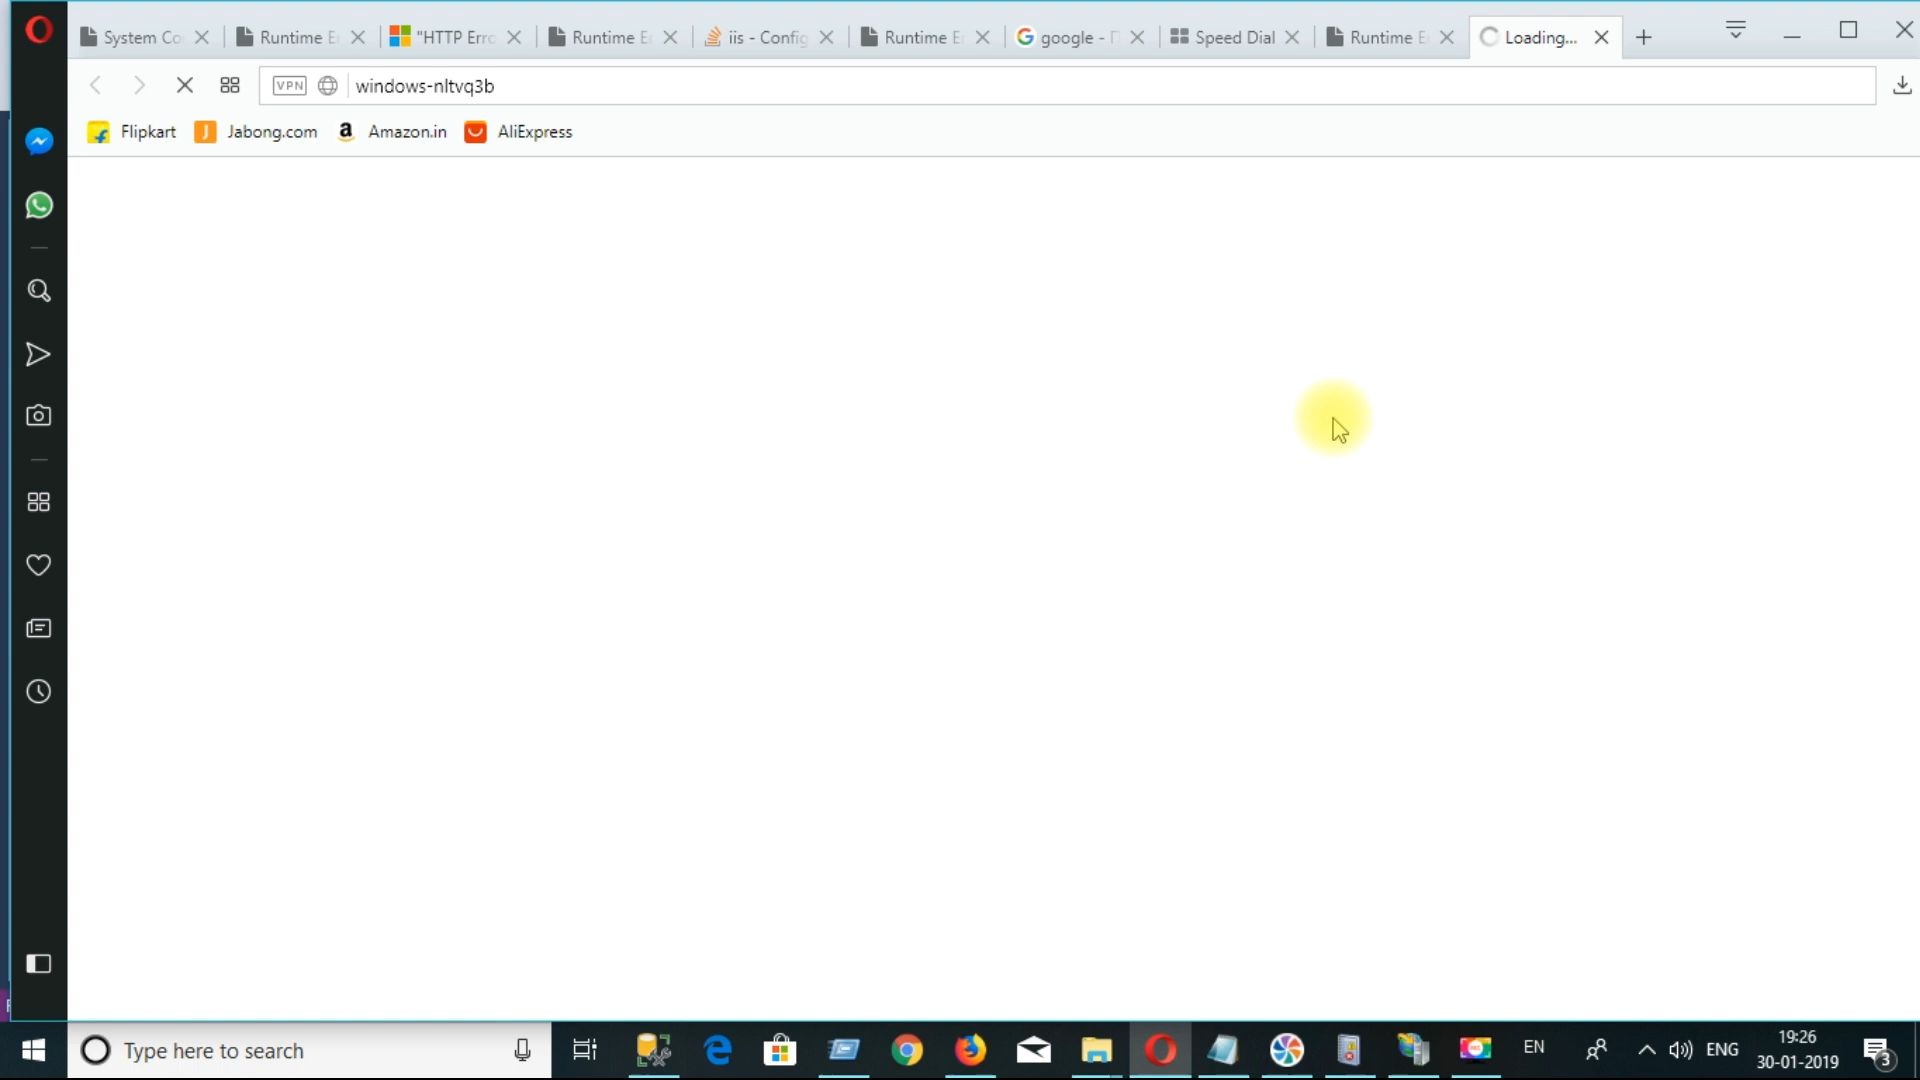 System Co
Runtime E
"HTTP Erro
Runtime E
iis - Config
Runtime E
google -
Speed Dial
Runtime E
Loading...
VPN
windows-nltvq3b
Flipkart
Jabong.com
Amazon.in
AliExpress
Type here to search
EN
ENG
19:26
30-01-2019
3